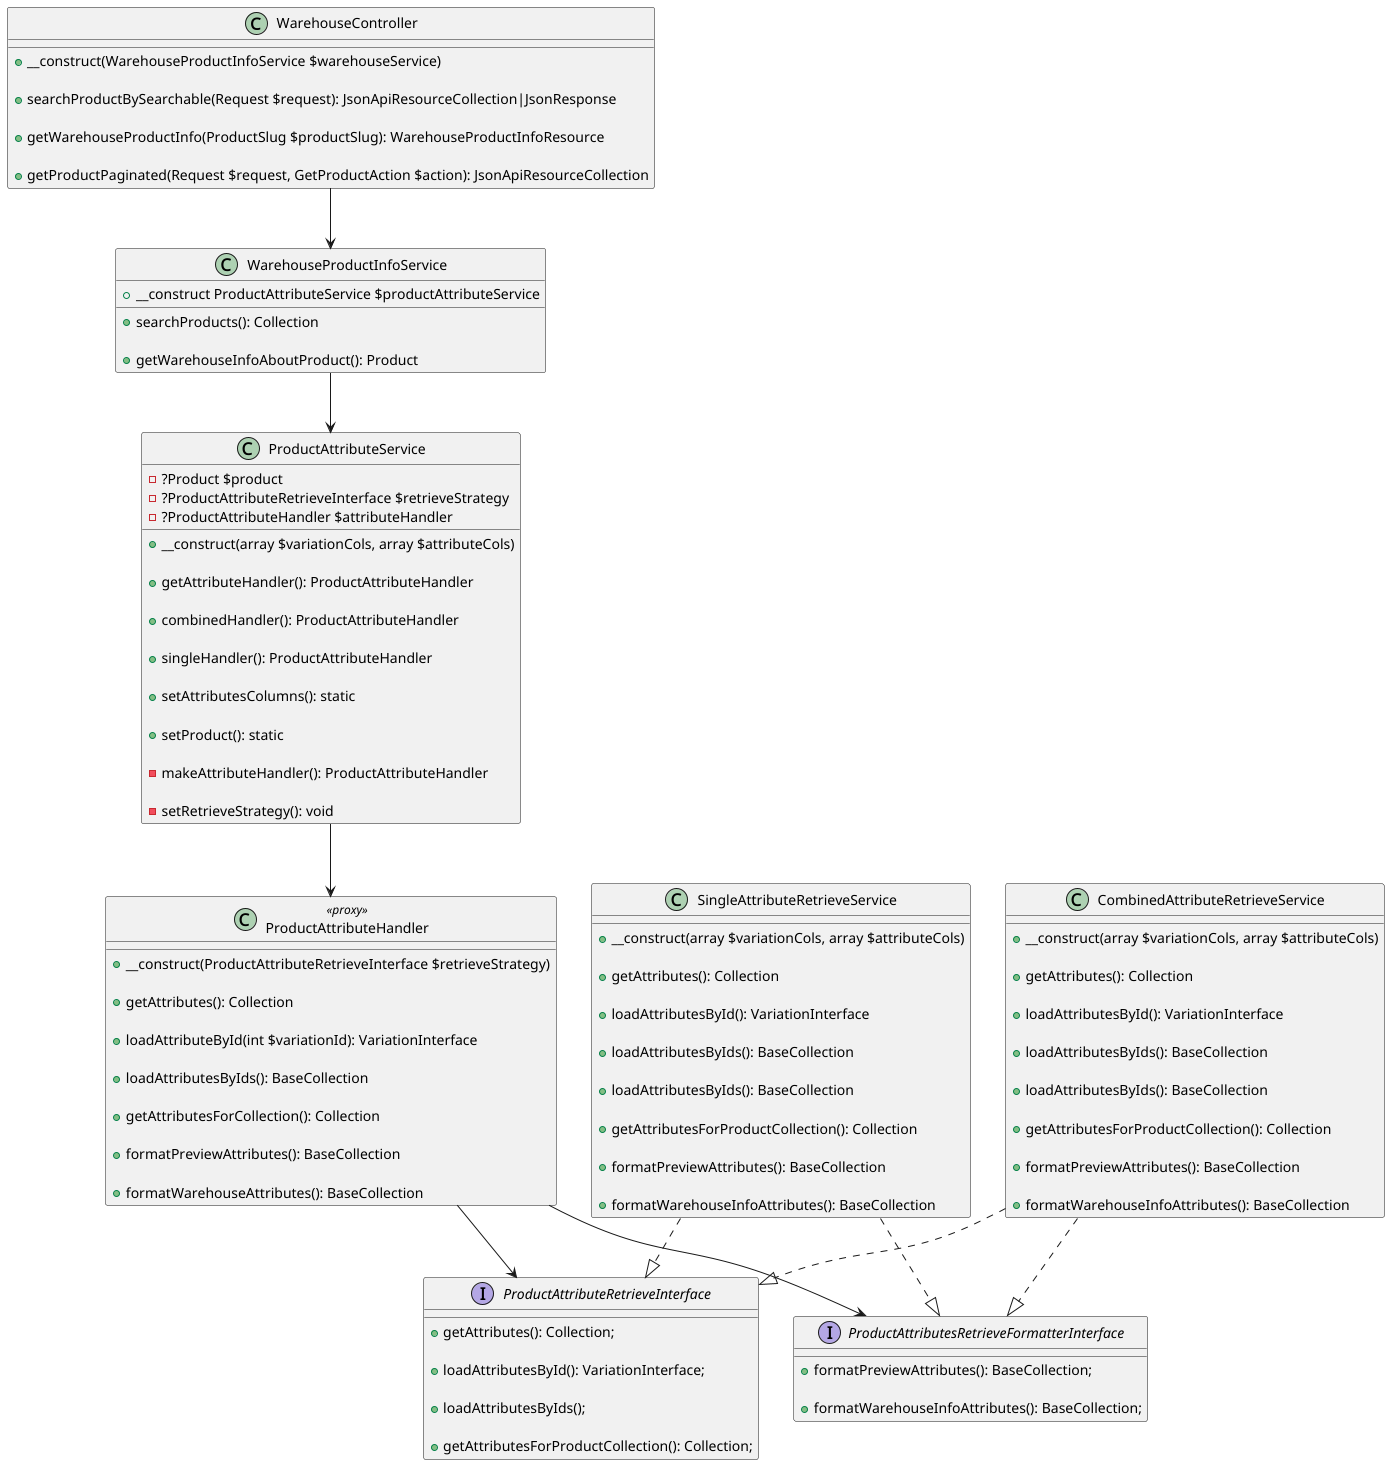 WarehouseController
__construct(WarehouseProductInfoService $warehouseService)
searchProductBySearchable(Request $request): JsonApiResourceCollection|JsonResponse
getWarehouseProductInfo(ProductSlug $productSlug): WarehouseProductInfoResource
getProductPaginated(Request $request, GetProductAction $action): JsonApiResourceCollection
WarehouseProductInfoService
__construct ProductAttributeService $productAttributeService
searchProducts(): Collection
getWarehouseInfoAboutProduct(): Product
ProductAttributeService
?Product $product
?ProductAttributeRetrieveInterface $retrieveStrategy
?ProductAttributeHandler $attributeHandler
__construct(array $variationCols, array $attributeCols)
getAttributeHandler(): ProductAttributeHandler
combinedHandler(): ProductAttributeHandler
singleHandler(): ProductAttributeHandler
setAttributesColumns(): static
setProduct(): static
makeAttributeHandler(): ProductAttributeHandler
setRetrieveStrategy(): void
«proxy»
ProductAttributeHandler
__construct(ProductAttributeRetrieveInterface $retrieveStrategy)
getAttributes(): Collection
loadAttributeById(int $variationId): VariationInterface
loadAttributesByIds(): BaseCollection
getAttributesForCollection(): Collection
formatPreviewAttributes(): BaseCollection
formatWarehouseAttributes(): BaseCollection
SingleAttributeRetrieveService
__construct(array $variationCols, array $attributeCols)
getAttributes(): Collection
loadAttributesById(): VariationInterface
loadAttributesByIds(): BaseCollection
loadAttributesByIds(): BaseCollection
getAttributesForProductCollection(): Collection
formatPreviewAttributes(): BaseCollection
formatWarehouseInfoAttributes(): BaseCollection
CombinedAttributeRetrieveService
__construct(array $variationCols, array $attributeCols)
getAttributes(): Collection
loadAttributesById(): VariationInterface
loadAttributesByIds(): BaseCollection
loadAttributesByIds(): BaseCollection
getAttributesForProductCollection(): Collection
formatPreviewAttributes(): BaseCollection
formatWarehouseInfoAttributes(): BaseCollection
ProductAttributeRetrieveInterface
getAttributes(): Collection;
loadAttributesById(): VariationInterface;
loadAttributesByIds();
getAttributesForProductCollection(): Collection;
ProductAttributesRetrieveFormatterInterface
formatPreviewAttributes(): BaseCollection;
formatWarehouseInfoAttributes(): BaseCollection;